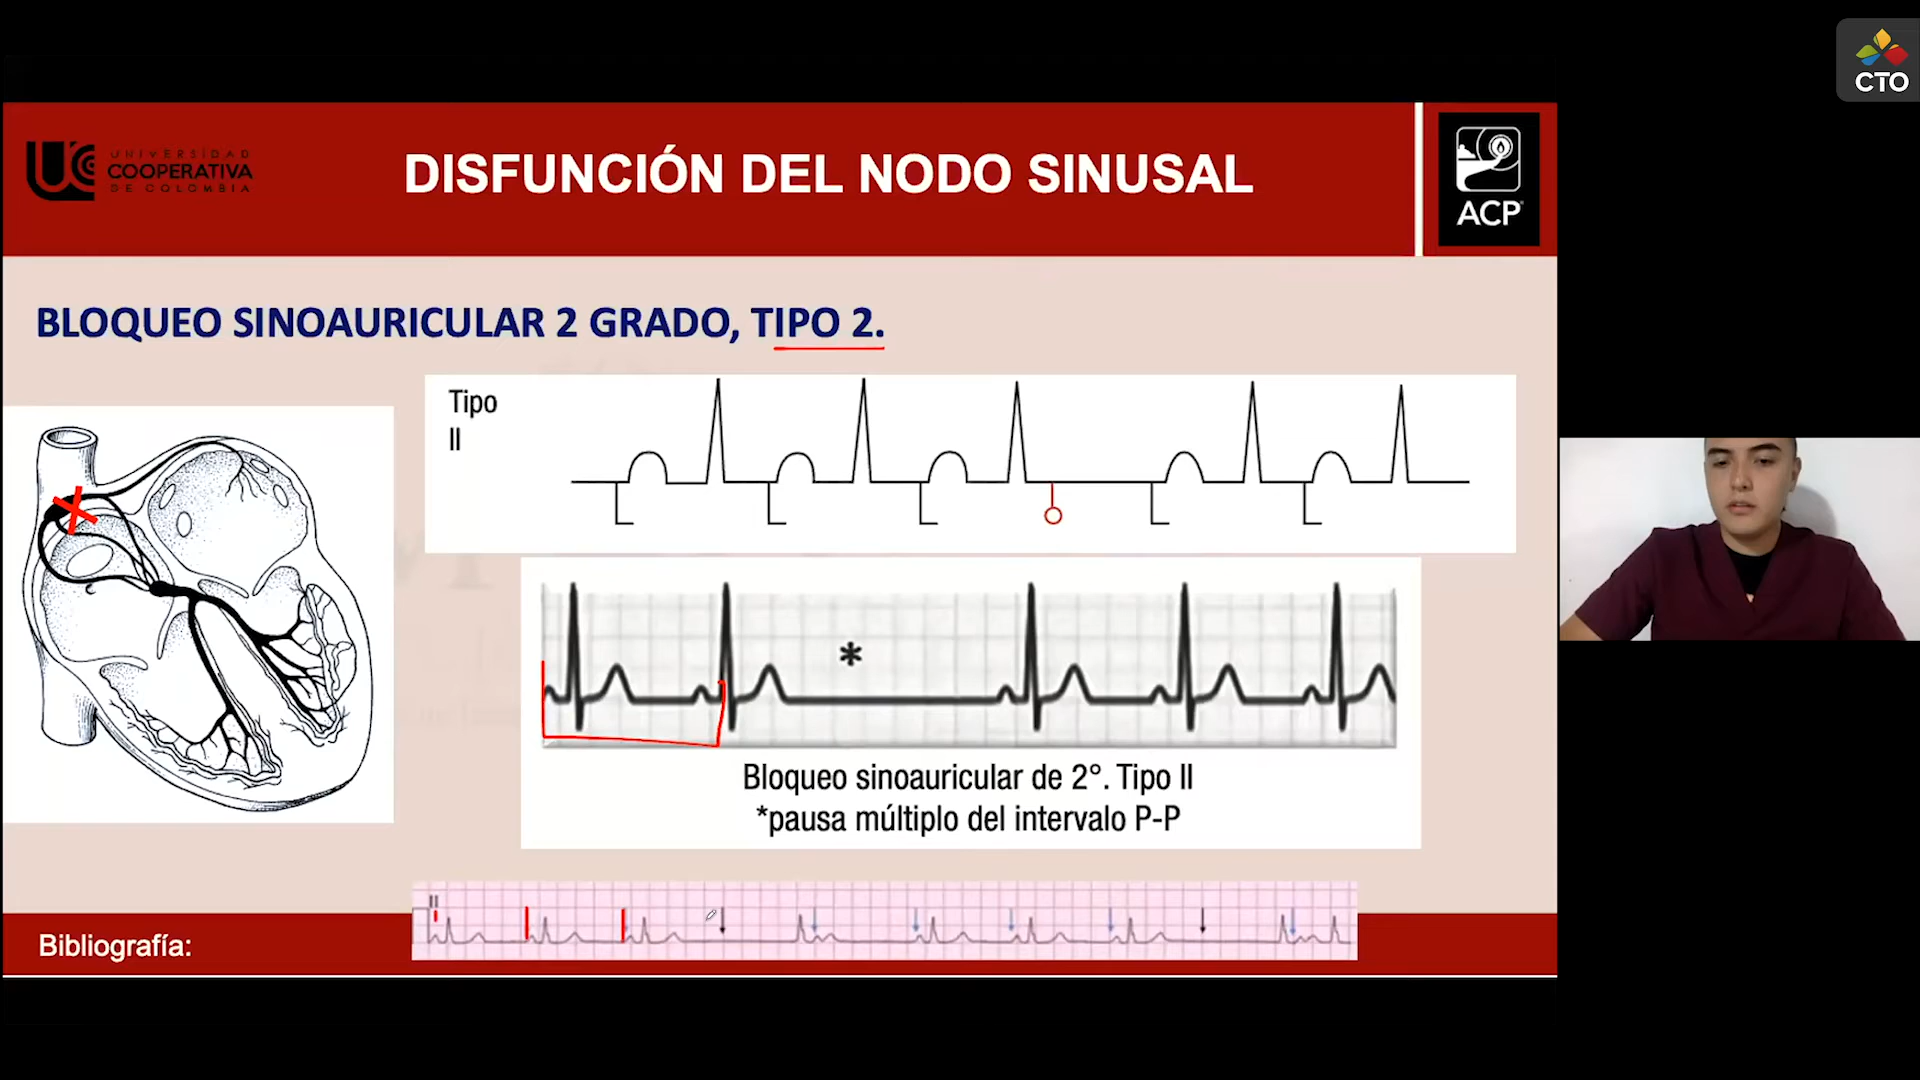 CTO
UNIVERSIDAD
COOPERATIVA
DE COLOMBIA
DISFUNCIÓN DEL NODO SINUSAL
ACP
BLOQUEO SINOAURICULAR 2 GRADO, TIPO 2.
Tipo
II
*
Bloqueo sinoauricular de 2°. Tipo II
*pausa múltiplo del intervalo P-P
II
Bibliografía: